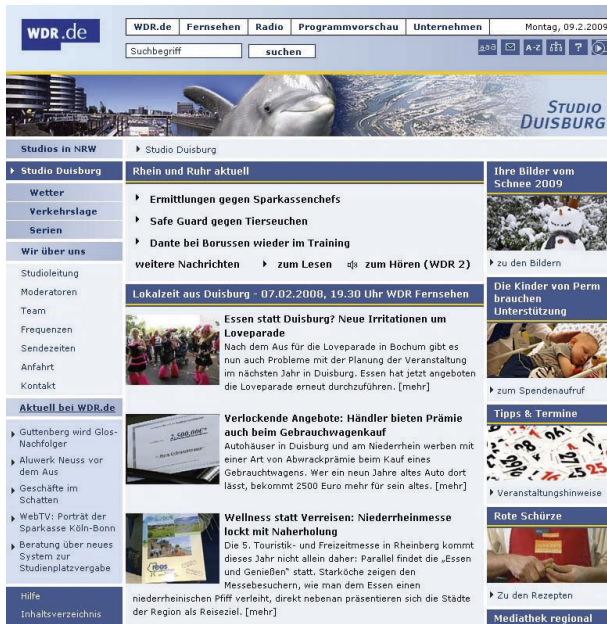 WDR.de
WDR.de
Fernsehen
Radio
Programmvorschau
Unternehmen
Montag, 09.2.2009
Suchbegriff
suchen
A-Z
?
STUDIO
DUISBURG
Studios in NRW
Studio Duisburg
Studio Duisburg
Wetter
Verkehrslage
Serien
Wir über uns
Studioleitung
Moderatoren
Team
Frequenzen
Sendezeiten
Anfahrt
Kontakt
Aktuell bei WDR.de
Guttenberg wird Glos-
Nachfolger
Aluwerk Neuss vor
dem Aus
Geschäfte im
Schatten
WebTV: Porträt der
Sparkasse Köln-Bonn
Beratung über neues
System zur
Studienplatzvergabe
Hilfe
Inhaltsverzeichnis
Rhein und Ruhr aktuell
Ermittlungen gegen Sparkassenchefs
Safe Guard gegen Tierseuchen
Dante bei Borussen wieder im Training
weitere Nachrichten
zum Lesen
zum Hören (WDR 2)
Lokalzeit aus Duisburg - 07.02.2008, 19.30 Uhr WDR Fernsehen
Essen statt Duisburg? Neue Irritationen um
Loveparade
Nach dem Aus für die Loveparade in Bochum gibt es
nun auch Probleme mit der Planung der Veranstaltung
im nächsten Jahr in Duisburg. Essen hat jetzt angeboten
die Loveparade erneut durchzuführen. [mehr]
2.500,00€
Verlockende Angebote: Händler bieten Prämie
auch beim Gebrauchwagenkauf
Autohäuser in Duisburg und am Niederrhein werben mit
einer Art von Abwrackprämie beim Kauf eines
Gebrauchtwagens. Wer ein neun Jahre altes Auto dort
lässt, bekommt 2500 Euro mehr für sein altes. [mehr]
Wellness statt Verreisen: Niederrheinmesse
lockt mit Naherholung
Die 5. Touristik- und Freizeitmesse in Rheinberg kommt
dieses Jahr nicht allein daher: Parallel findet die „Essen
und Genießen“ statt. Starköche zeigen den
Messebesuchern, wie man dem Essen einen
niederrheinischen Pfiff verleiht, direkt nebenan präsentieren sich die Städte
der Region als Reiseziel. [mehr]
Ihre Bilder vom
Schnee 2009
zu den Bildern
Die Kinder von Perm
brauchen
Unterstützung
zum Spendenaufruf
Tipps & Termine
25
Veranstaltungshinweise
Rote Schürze
Zu den Rezepten
Mediathek regional